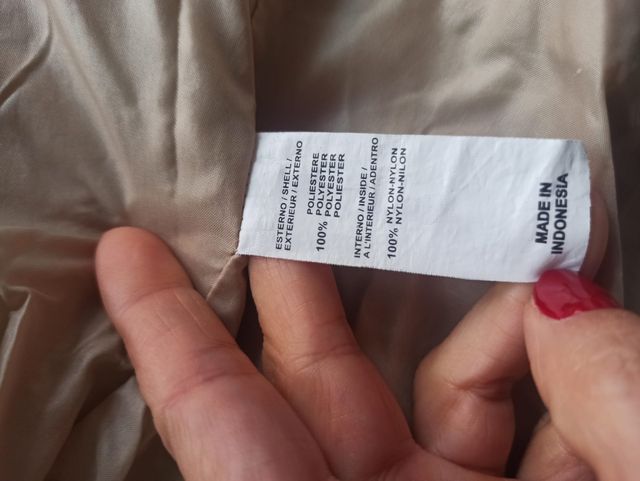 ESTERNO / SHELL /
EXTERIEUR / EXTERNO
POLIESTERE
POLYESTER
100% POLYESTER
POLIESTER
INTERNO / INSIDE /
A L'INTERIEUR / ADENTRO
100% NYLON-NYLON
NYLON-NILON
MADE IN
INDONESIA